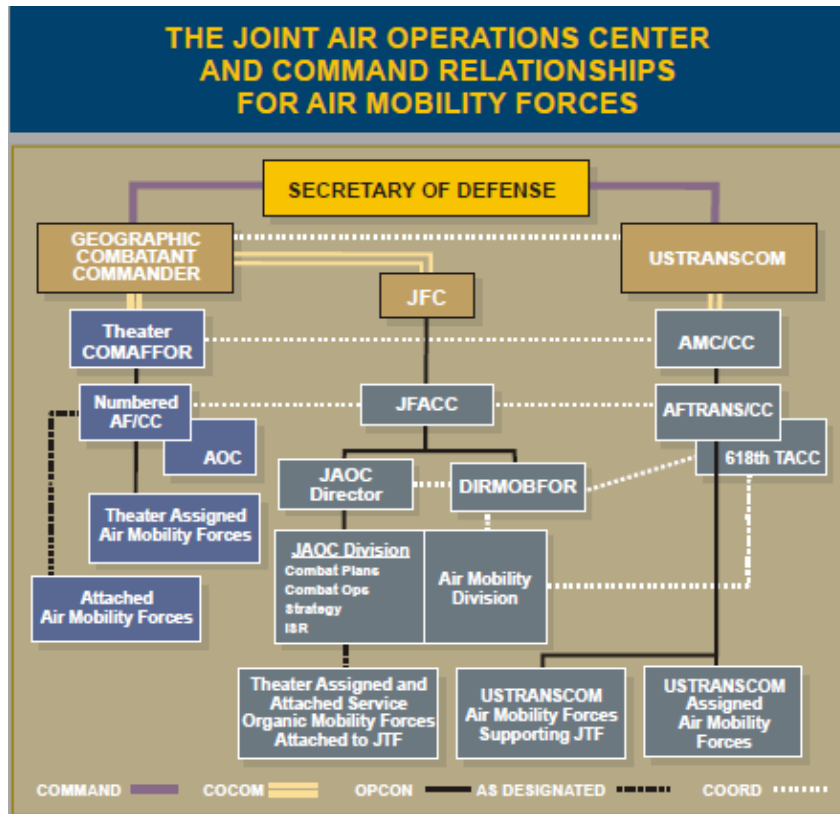 THE JOINT AIR OPERATIONS CENTER
AND COMMAND RELATIONSHIPS
FOR AIR MOBILITY FORCES
SECRETARY OF DEFENSE
GEOGRAPHIC
COMBATANT
COMMANDER
USTRANSCOM
JFC
Theater
COMAFFOR
AMC/CC
Numbered
AF/CC
JFACC
AFTRANS/CC
AOC
618th TACC
JAOC
Director
DIRMOBFOR
Theater Assigned
Air Mobility Forces
JAOC Division
Combat Plans
Combat Ops
Strategy
ISR
Air Mobility
Division
Attached
Air Mobility Forces
Theater Assigned and
Attached Service
Organic Mobility Forces
Attached to JTF
USTRANSCOM
Air Mobility Forces
Supporting JTF
USTRANSCOM
Assigned
Air Mobility
Forces
COMMAND COCOM OPCON AS DESIGNATED COORD